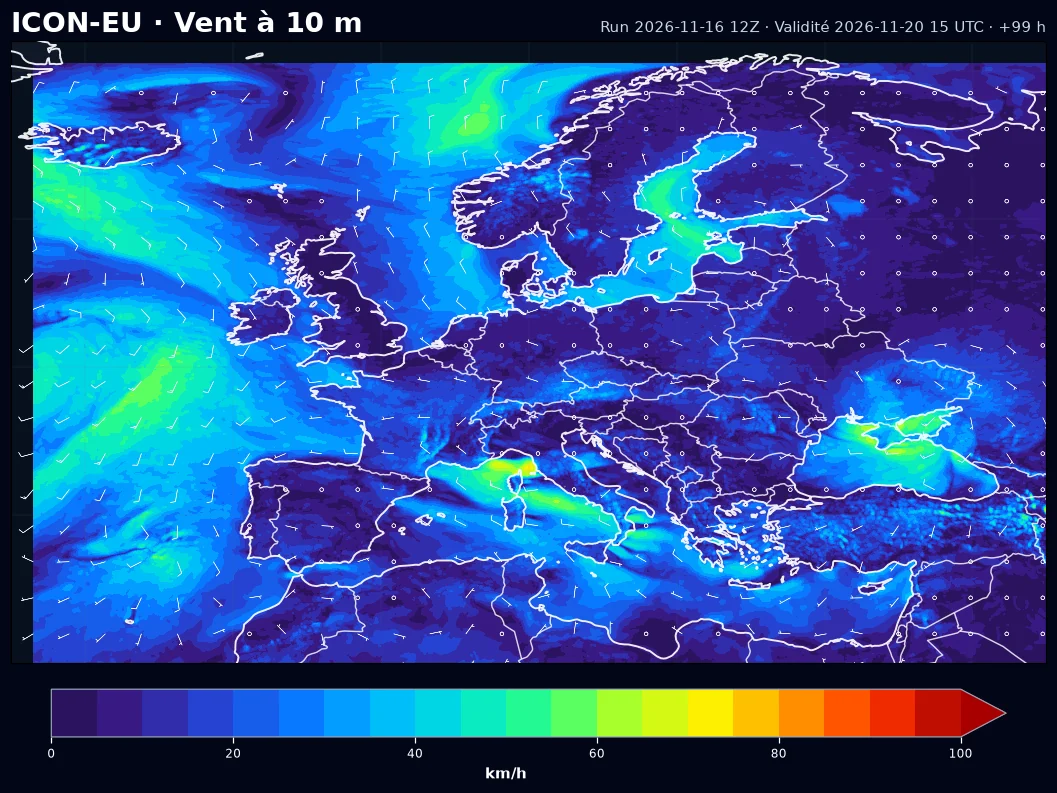 ICON-EU · Vent à 10 m
Run 2026-11-16 12Z · Validité 2026-11-20 15 UTC · +99 h
0 20 40 60 80 100
km/h